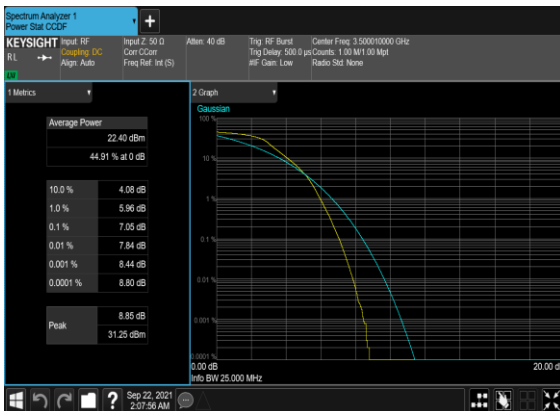 Spectrum Analyzer 1
Power Stat CCDF
KEYSIGHT
RL
LV
Input: RF
Coupling: DC
Align: Auto
Input Z: 50 Ω
Corr CCorr
Freq Ref: Int (S)
Atten: 40 dB
Trig: RF Burst
Trig Delay: 500.0 µs
#IF Gain: Low
Center Freq: 3.500010000 GHz
Counts: 1.00 M/1.00 Mpt
Radio Std: None
1 Metrics
Average Power
22.40 dBm
44.91 % at 0 dB
10.0 % 4.08 dB
1.0 % 5.96 dB
0.1 % 7.05 dB
0.01 % 7.84 dB
0.001 % 8.44 dB
0.0001 % 8.80 dB
Peak
8.85 dB
31.25 dBm
2 Graph
Gaussian
100 %
10 %
1 %
0.1 %
0.01 %
0.001 %
0.0001 %
0.00 dB
20.00 d
Info BW 25.000 MHz
?
Sep 22, 2021
2:07:56 AM